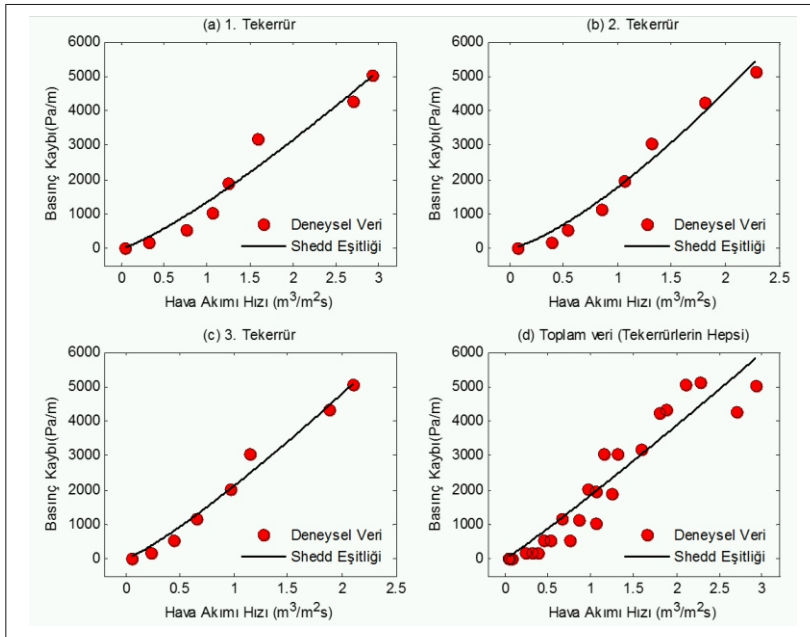 (a) 1. Tekerrür
6000
5000
4000
3000
2000
1000
0
Basınç Kaybı(Pa/m)
Deneysel Veri
Shedd Eşitliği
0 0.5 1 1.5 2 2.5 3
Hava Akımı Hızı (m³/m²s)
(b) 2. Tekerrür
6000
5000
4000
3000
2000
1000
0
Basınç Kaybı(Pa/m)
Deneysel Veri
Shedd Eşitliği
0 0.5 1 1.5 2 2.5
Hava Akımı Hızı (m³/m²s)
(c) 3. Tekerrür
6000
5000
4000
3000
2000
1000
0
Basınç Kaybı(Pa/m)
Deneysel Veri
Shedd Eşitliği
0 0.5 1 1.5 2 2.5
Hava Akımı Hızı (m³/m²s)
(d) Toplam veri (Tekerrürlerin Hepsi)
6000
5000
4000
3000
2000
1000
0
Basınç Kaybı(Pa/m)
Deneysel Veri
Shedd Eşitliği
0 0.5 1 1.5 2 2.5 3
Hava Akımı Hızı (m³/m²s)